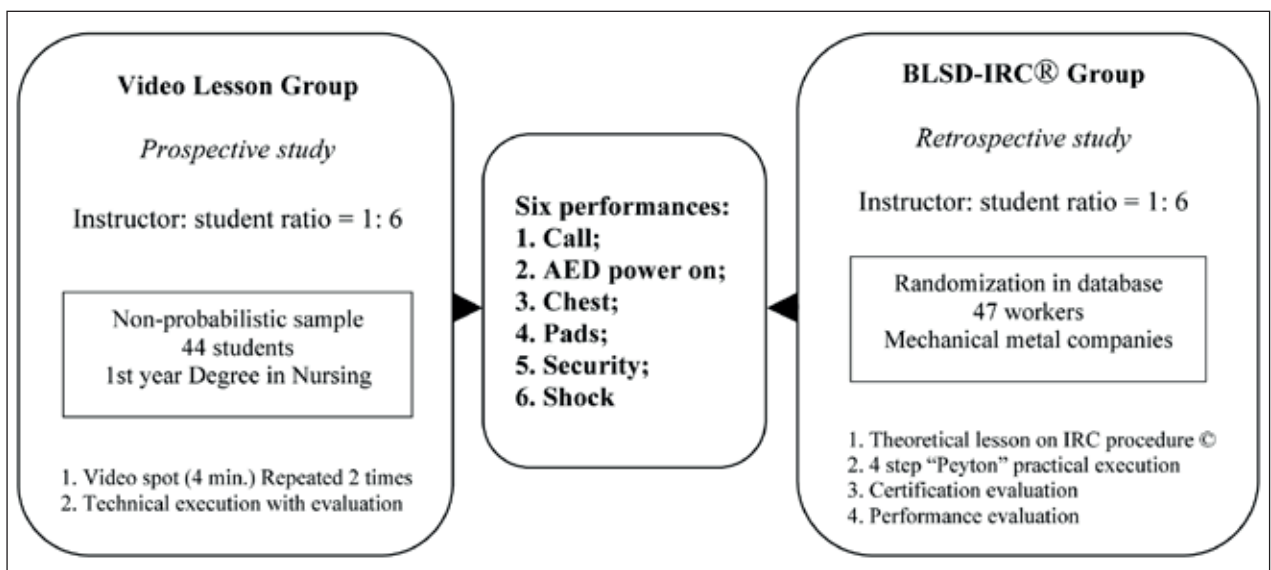 Video Lesson Group
Prospective study
Instructor: student ratio = 1: 6
Non-probabilistic sample
44 students
1st year Degree in Nursing
1. Video spot (4 min.) Repeated 2 times
2. Technical execution with evaluation
Six performances:
1. Call;
2. AED power on;
3. Chest;
4. Pads;
5. Security;
6. Shock
BLSD-IRC® Group
Retrospective study
Instructor: student ratio = 1: 6
Randomization in database
47 workers
Mechanical metal companies
1. Theoretical lesson on IRC procedure ©
2. 4 step “Peyton” practical execution
3. Certification evaluation
4. Performance evaluation